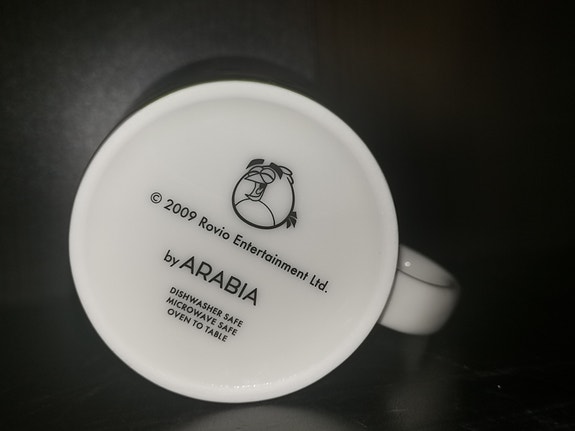 © 2009 Rovio Entertainment Ltd.
by ARABIA
DISHWASHER SAFE
MICROWAVE SAFE
OVEN TO TABLE